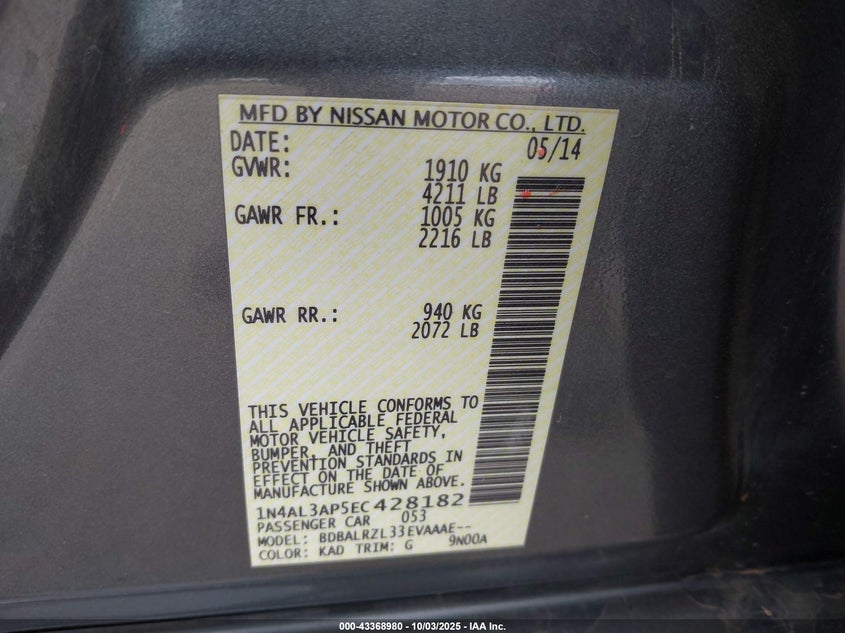 MFD BY NISSAN MOTOR CO., LTD.
DATE: 05/14
GVWR: 1910 KG
4211 LB
GAWR FR.: 1005 KG
2216 LB
GAWR RR.: 940 KG
2072 LB
THIS VEHICLE CONFORMS TO
ALL APPLICABLE FEDERAL
MOTOR VEHICLE SAFETY,
BUMPER, AND THEFT
PREVENTION STANDARDS IN
EFFECT ON THE DATE OF
MANUFACTURE SHOWN ABOVE.
1N4AL3AP5EC428182
PASSENGER CAR 053
MODEL: BDBALRZL33EVAAAE--
COLOR: KAD TRIM: G 9N00A
000-43368980 - 10/03/2025 - IAA Inc.